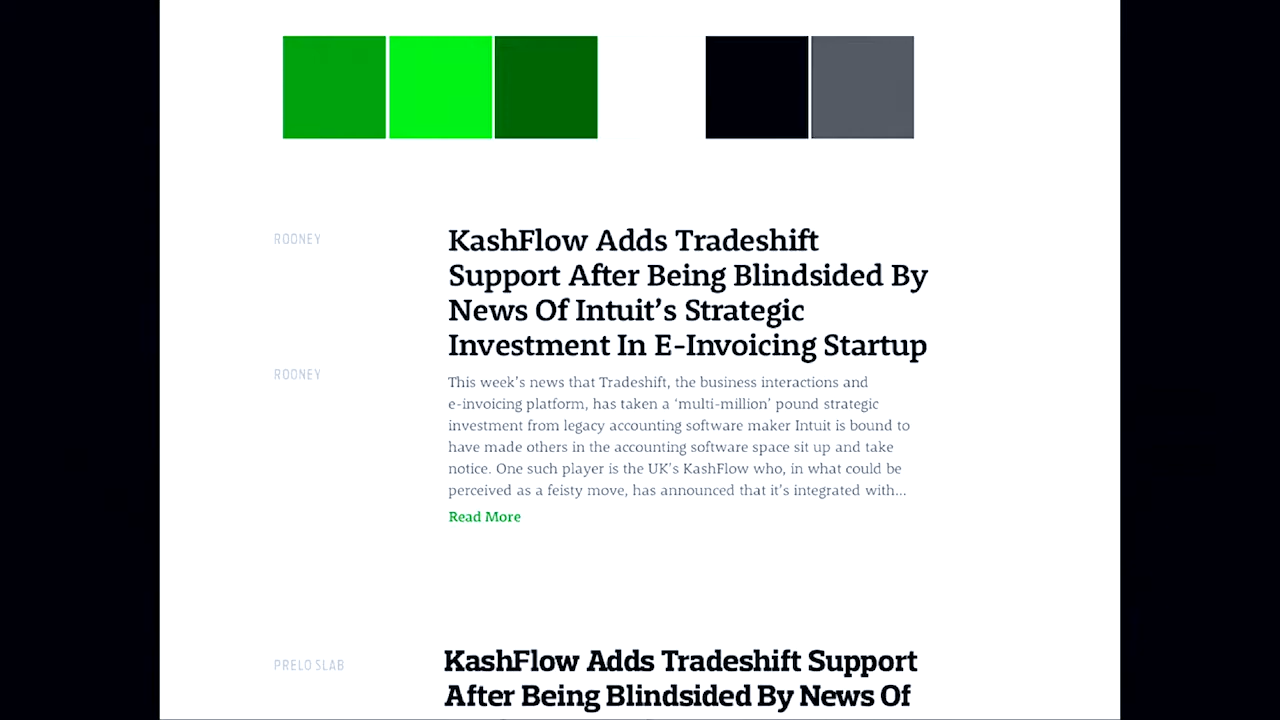 ROONEY
KashFlow Adds Tradeshift
Support After Being Blindsided By
News Of Intuit’s Strategic
Investment In E-Invoicing Startup
ROONEY
This week’s news that Tradeshift, the business interactions and
e-invoicing platform, has taken a ‘multi-million’ pound strategic
investment from legacy accounting software maker Intuit is bound to
have made others in the accounting software space sit up and take
notice. One such player is the UK’s KashFlow who, in what could be
perceived as a feisty move, has announced that it’s integrated with...
Read More
PRELO SLAB
KashFlow Adds Tradeshift Support
After Being Blindsided By News Of